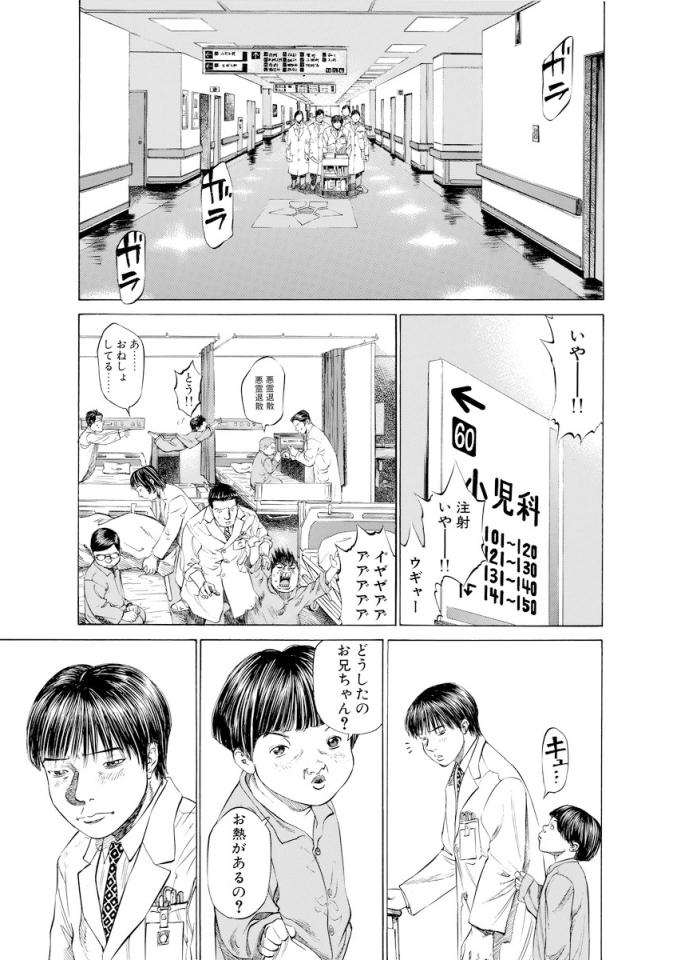 ガラ
ガラ
ガラ
いやーー!!
60
小児科
101~120
121~130
131~140
141~150
注射
いやーー!!
ウギャー
悪霊退散
悪霊退散
とう!!
あ……
おねしょ
してる…
イヤヤアア
アアアアア
キュ…
どうしたの
お兄ちゃん?
お熱があるの?